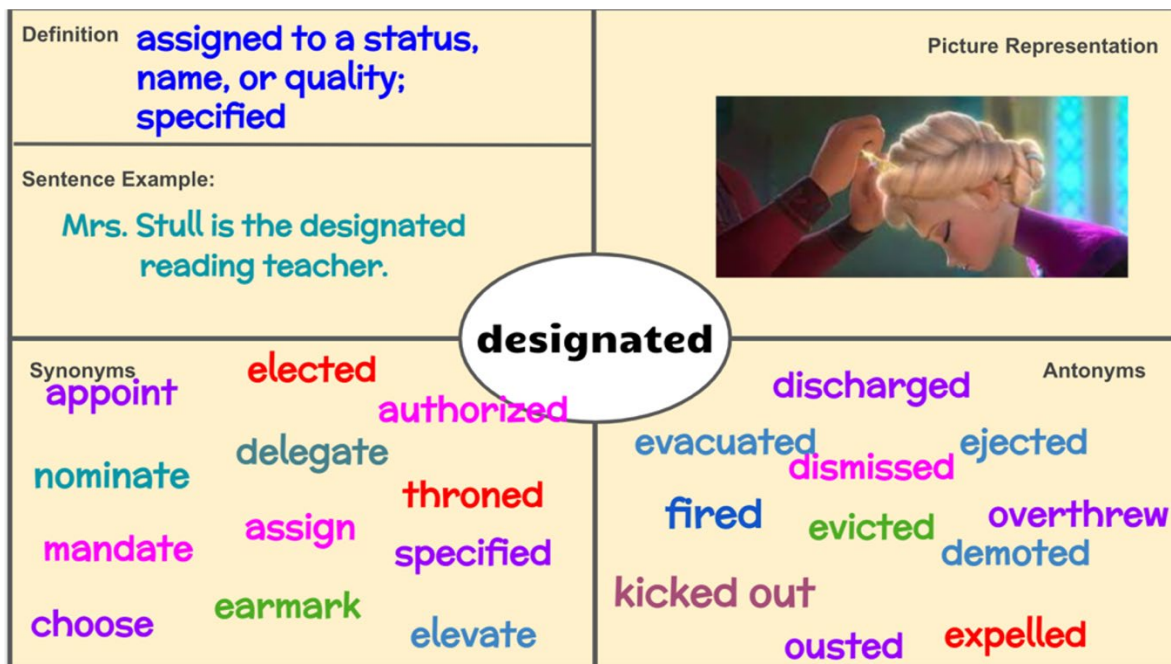 Definition
assigned to a status,
name, or quality;
specified
Picture Representation
Sentence Example:
Mrs. Stull is the designated
reading teacher.
designated
Synonyms
appoint
elected
authorized
nominate
delegate
throned
mandate
assign
specified
choose
earmark
elevate
Antonyms
discharged
evacuated
ejected
dismissed
fired
evicted
overthrew
demoted
kicked out
ousted
expelled